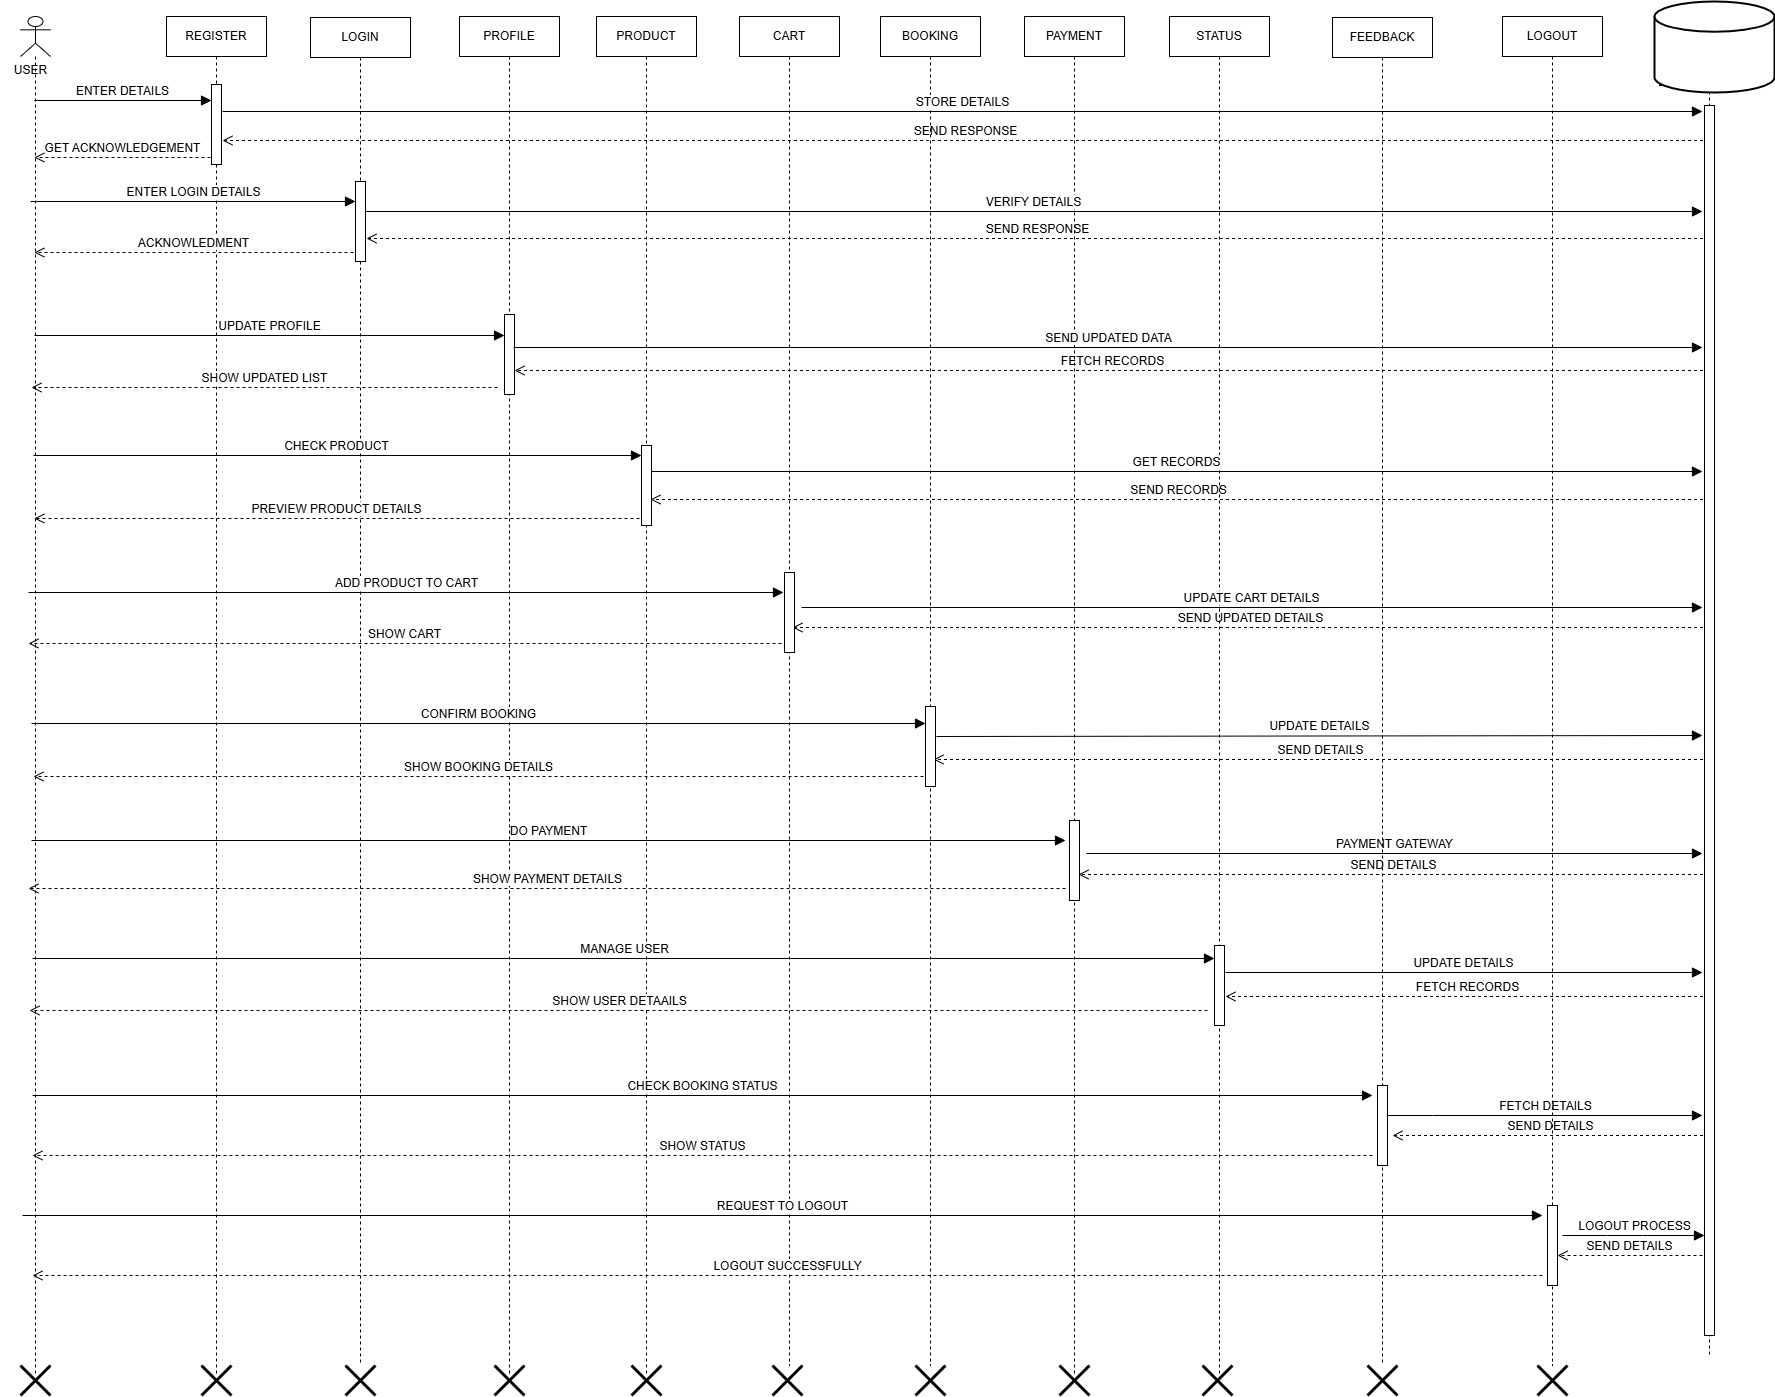 USER
REGISTER
LOGIN
PROFILE
PRODUCT
CART
BOOKING
PAYMENT
STATUS
FEEDBACK
LOGOUT
ENTER DETAILS
STORE DETAILS
SEND RESPONSE
GET ACKNOWLEDGEMENT
ENTER LOGIN DETAILS
VERIFY DETAILS
SEND RESPONSE
ACKNOWLEDMENT
UPDATE PROFILE
SEND UPDATED DATA
FETCH RECORDS
SHOW UPDATED LIST
CHECK PRODUCT
GET RECORDS
SEND RECORDS
PREVIEW PRODUCT DETAILS
ADD PRODUCT TO CART
UPDATE CART DETAILS
SEND UPDATED DETAILS
SHOW CART
CONFIRM BOOKING
UPDATE DETAILS
SEND DETAILS
SHOW BOOKING DETAILS
DO PAYMENT
PAYMENT GATEWAY
SEND DETAILS
SHOW PAYMENT DETAILS
MANAGE USER
UPDATE DETAILS
FETCH RECORDS
SHOW USER DETAAILS
CHECK BOOKING STATUS
FETCH DETAILS
SEND DETAILS
SHOW STATUS
REQUEST TO LOGOUT
LOGOUT PROCESS
SEND DETAILS
LOGOUT SUCCESSFULLY